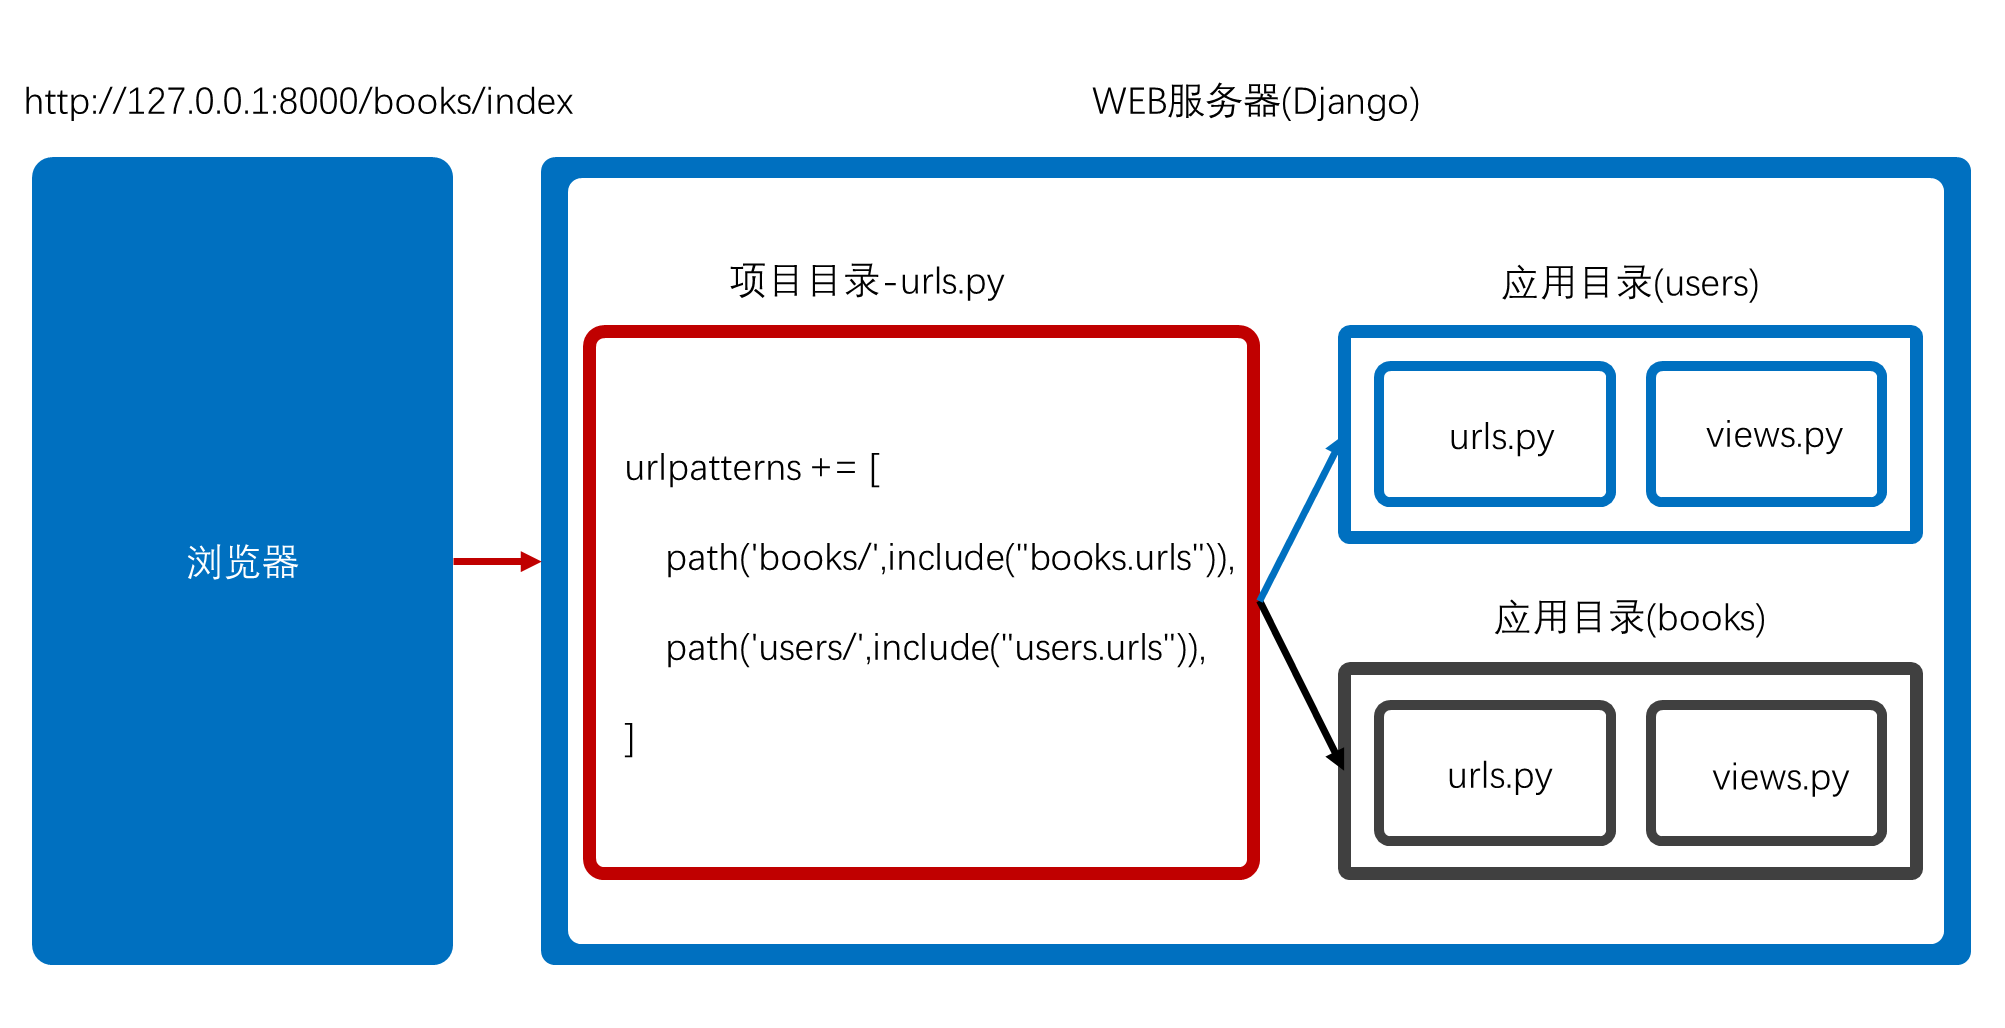 http://127.0.0.1:8000/books/index
WEB服务器(Django)
浏览器
项目目录-urls.py
urlpatterns += [
path('books/',include("books.urls")),
path('users/',include("users.urls")),
]
应用目录(users)
urls.py
views.py
应用目录(books)
urls.py
views.py